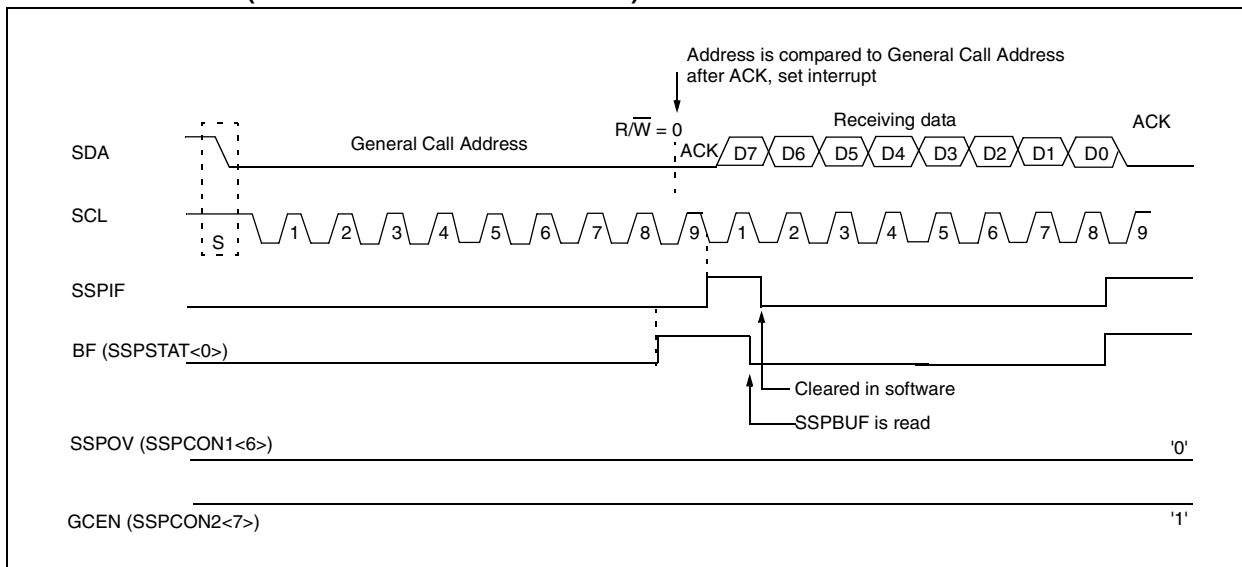 Address is compared to General Call Address
after ACK, set interrupt
R/W̅ = 0
Receiving data
ACK
General Call Address
SDA
ACK
D7 D6 D5 D4 D3 D2 D1 D0
SCL
S
1 2 3 4 5 6 7 8 9 1 2 3 4 5 6 7 8 9
SSPIF
BF (SSPSTAT<0>)
Cleared in software
SSPBUF is read
SSPOV (SSPCON1<6>)
'0'
GCEN (SSPCON2<7>)
'1'